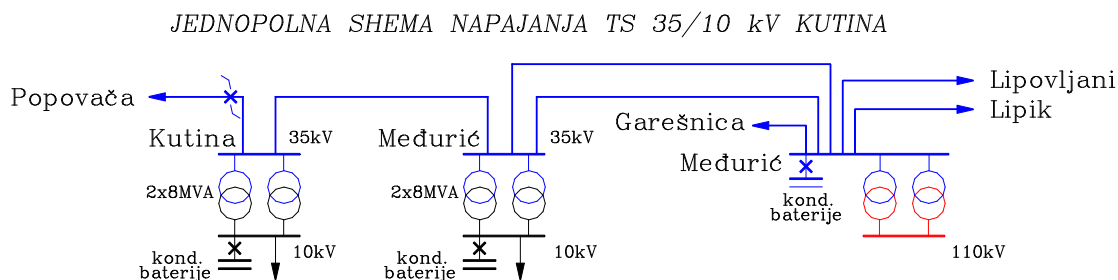 JEDNOPOLNA SHEMA NAPAJANJA TS 35/10 kV KUTINA
Popovača
Kutina
35kV
2x8MVA
kond.
baterije
10kV
Međurić
35kV
2x8MVA
kond.
baterije
10kV
Garešnica
Međurić
kond.
baterije
Lipovljani
Lipik
110kV